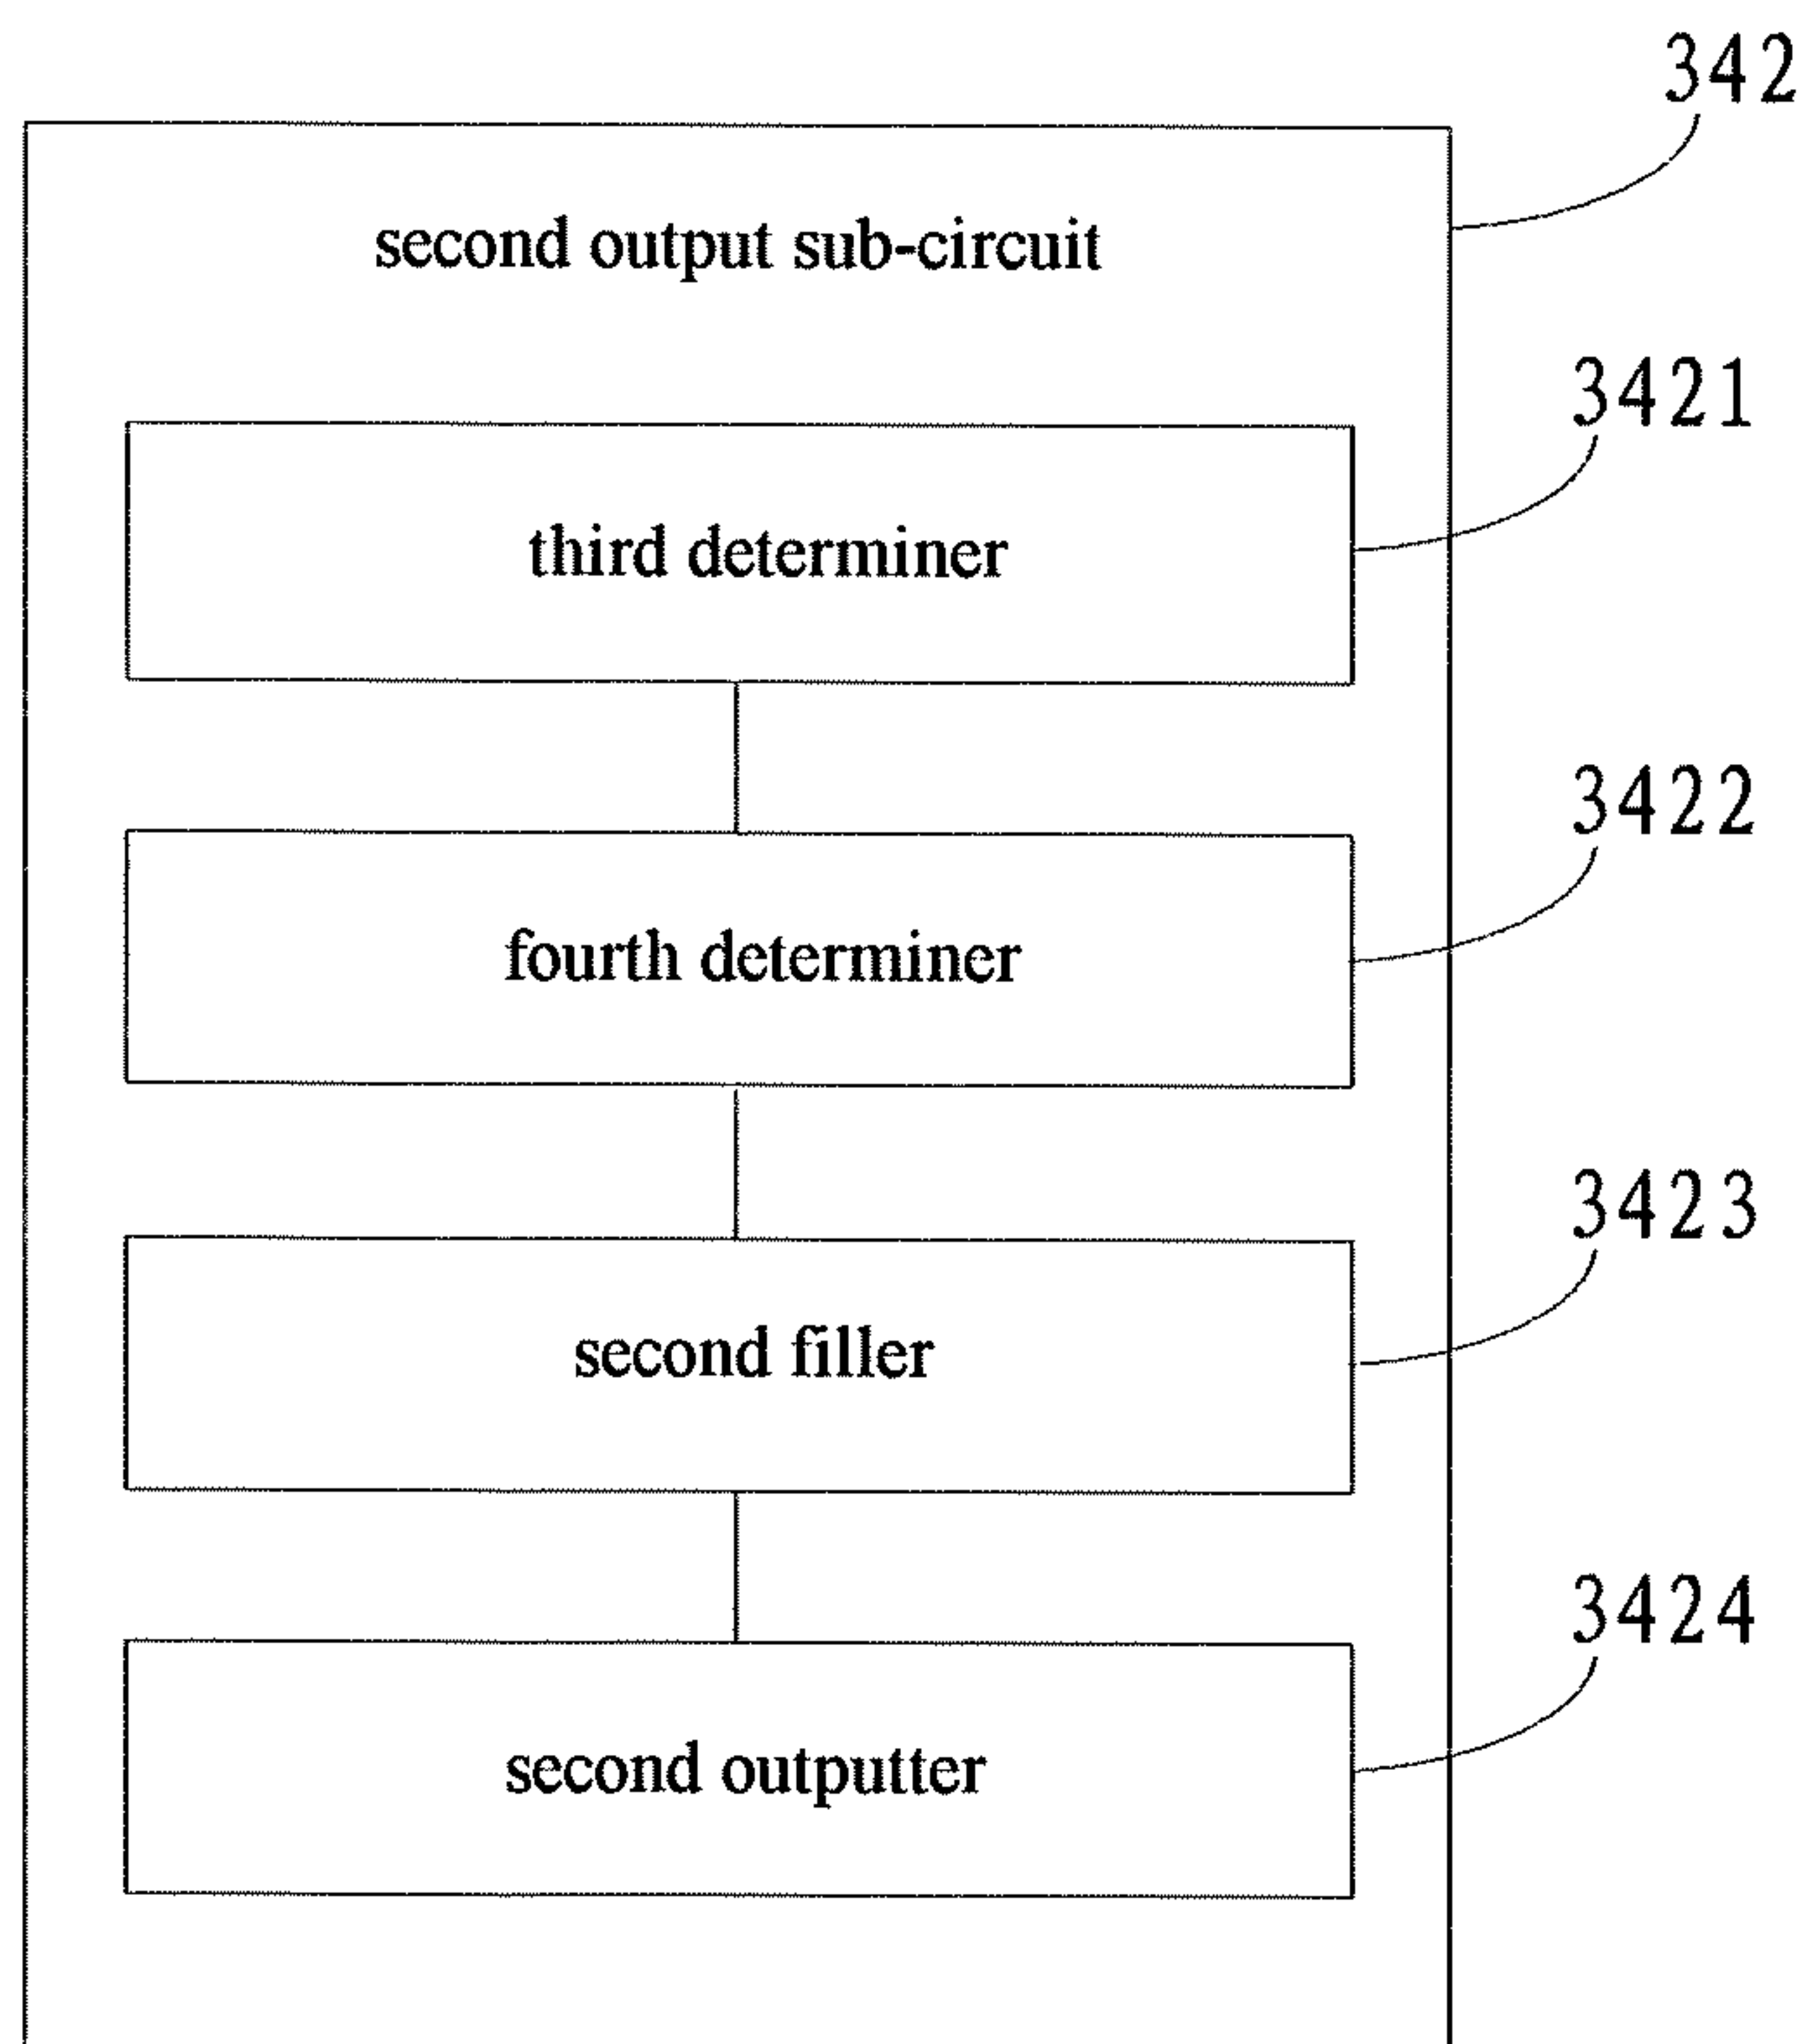 342
second output sub-circuit
3421
third determiner
3422
fourth determiner
3423
second filler
3424
second outputter